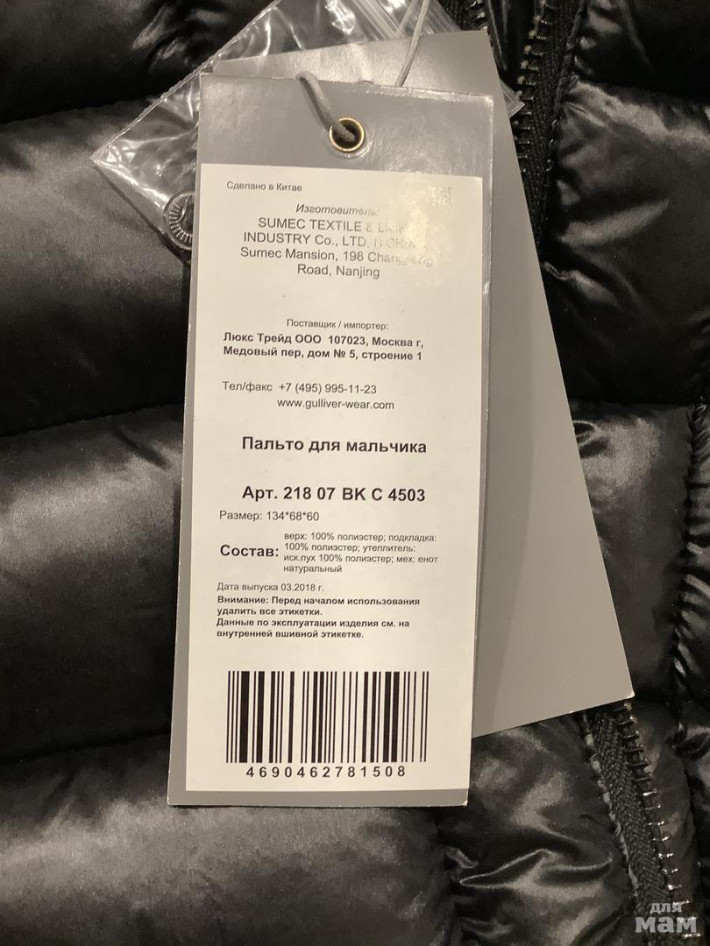 Сделано в Китае
Изготовитель:
SUMEC TEXTILE &
INDUSTRY Co., LTD,
Sumec Mansion, 198
Road, Nanjing
Поставщик / импортер:
Люкс Трейд ООО 107023, Москва г,
Медовый пер, дом № 5, строение 1
Тел/факс +7 (495) 995-11-23
www.gulliver-wear.com
Пальто для мальчика
Арт. 218 07 BK C 4503
Размер: 134*68*60
Состав: верх: 100% полиэстер; подкладка:
100% полиэстер; утеплитель:
иск.пух 100% полиэстер; мех: енот
натуральный
Дата выпуска 03.2018 г.
Внимание: Перед началом использования
удалить все этикетки.
Данные по эксплуатации изделия см. на
внутренней вшивной этикетке.
4690462781508
для
мам